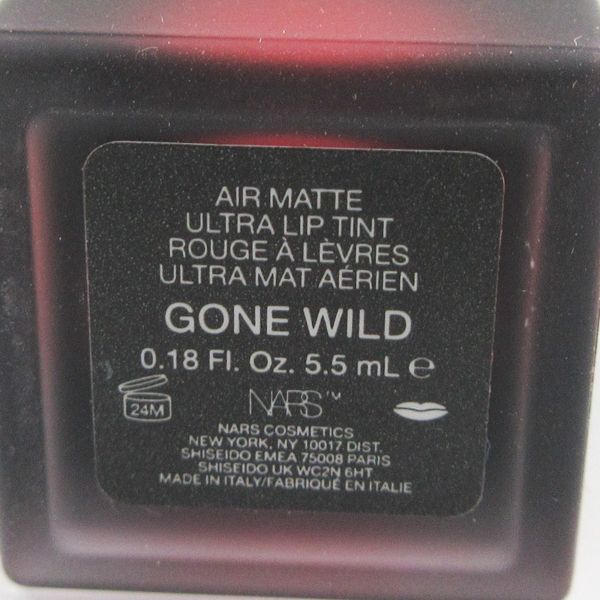 AIR MATTE
ULTRA LIP TINT
ROUGE À LÈVRES
ULTRA MAT AÉRIEN
GONE WILD
0.18 Fl. Oz. 5.5 mL ℮
24M
NARS™
NARS COSMETICS
NEW YORK, NY 10017 DIST.
SHISEIDO EMEA 75008 PARIS
SHISEIDO UK WC2N 6HT
MADE IN ITALY/FABRIQUÉ EN ITALIE